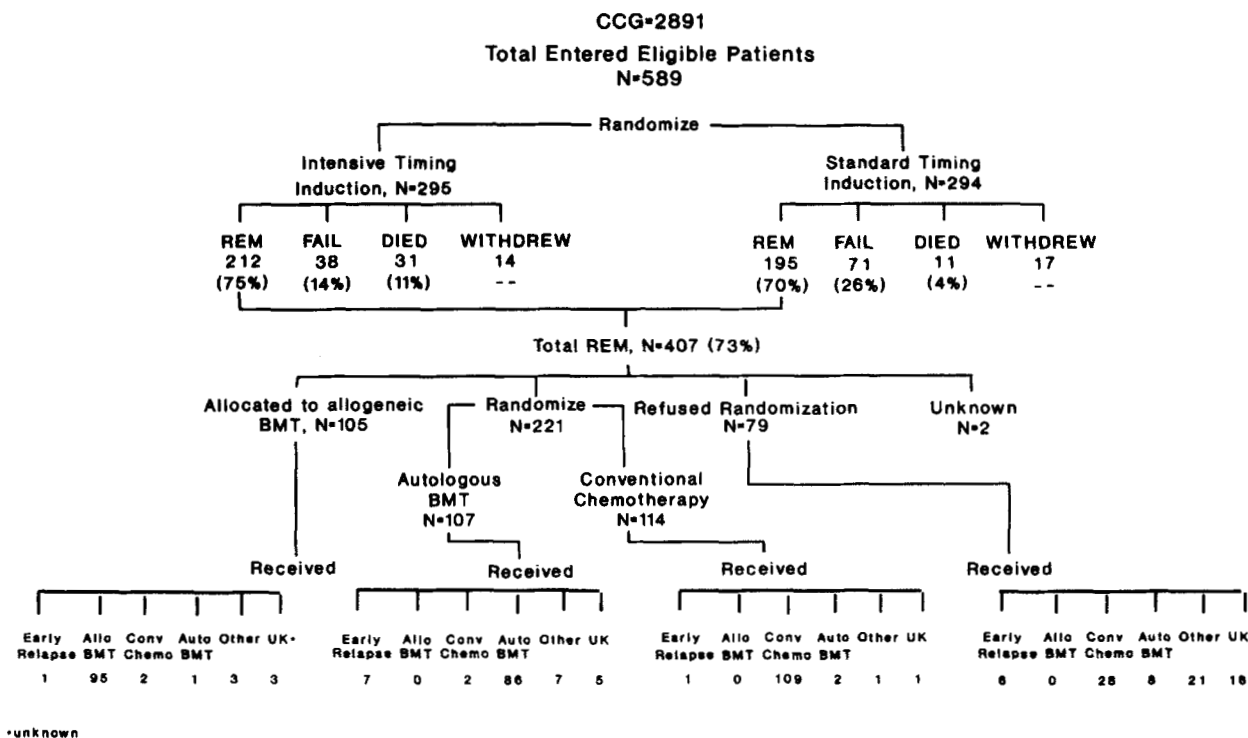 CCG=2891
Total Entered Eligible Patients
N=589
Randomize
Intensive Timing
Induction, N=295
Standard Timing
Induction, N=294
REM FAIL DIED WITHDREW
212 38 31 14
(75%) (14%) (11%) --
REM FAIL DIED WITHDREW
195 71 11 17
(70%) (26%) (4%) --
Total REM, N=407 (73%)
Allocated to allogeneic
BMT, N=105
Randomize
N=221
Refused Randomization
N=79
Unknown
N=2
Autologous
BMT
N=107
Conventional
Chemotherapy
N=114
Received
Received
Received
Received
Early Allo Conv Auto Other UK*
Relapse BMT Chemo BMT
1 95 2 1 3 3
Early Allo Conv Auto Other UK
Relapse BMT Chemo BMT
7 0 2 86 7 5
Early Allo Conv Auto Other UK
Relapse BMT Chemo BMT
1 0 109 2 1 1
Early Allo Conv Auto Other UK
Relapse BMT Chemo BMT
6 0 28 8 21 16
*unknown